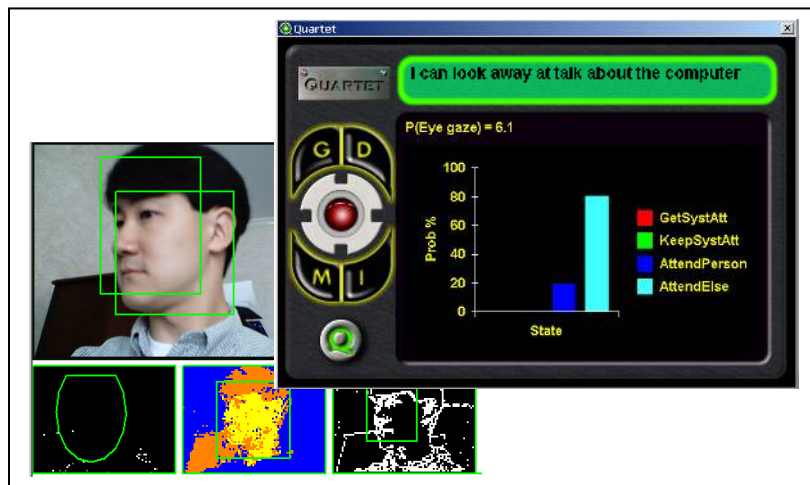 Quartet
QUARTET
I can look away at talk about the computer
P(Eye gaze) = 6.1
G D
M I
Q
100
80
60
40
20
0
Prob %
State
GetSystAtt
KeepSystAtt
AttendPerson
AttendElse